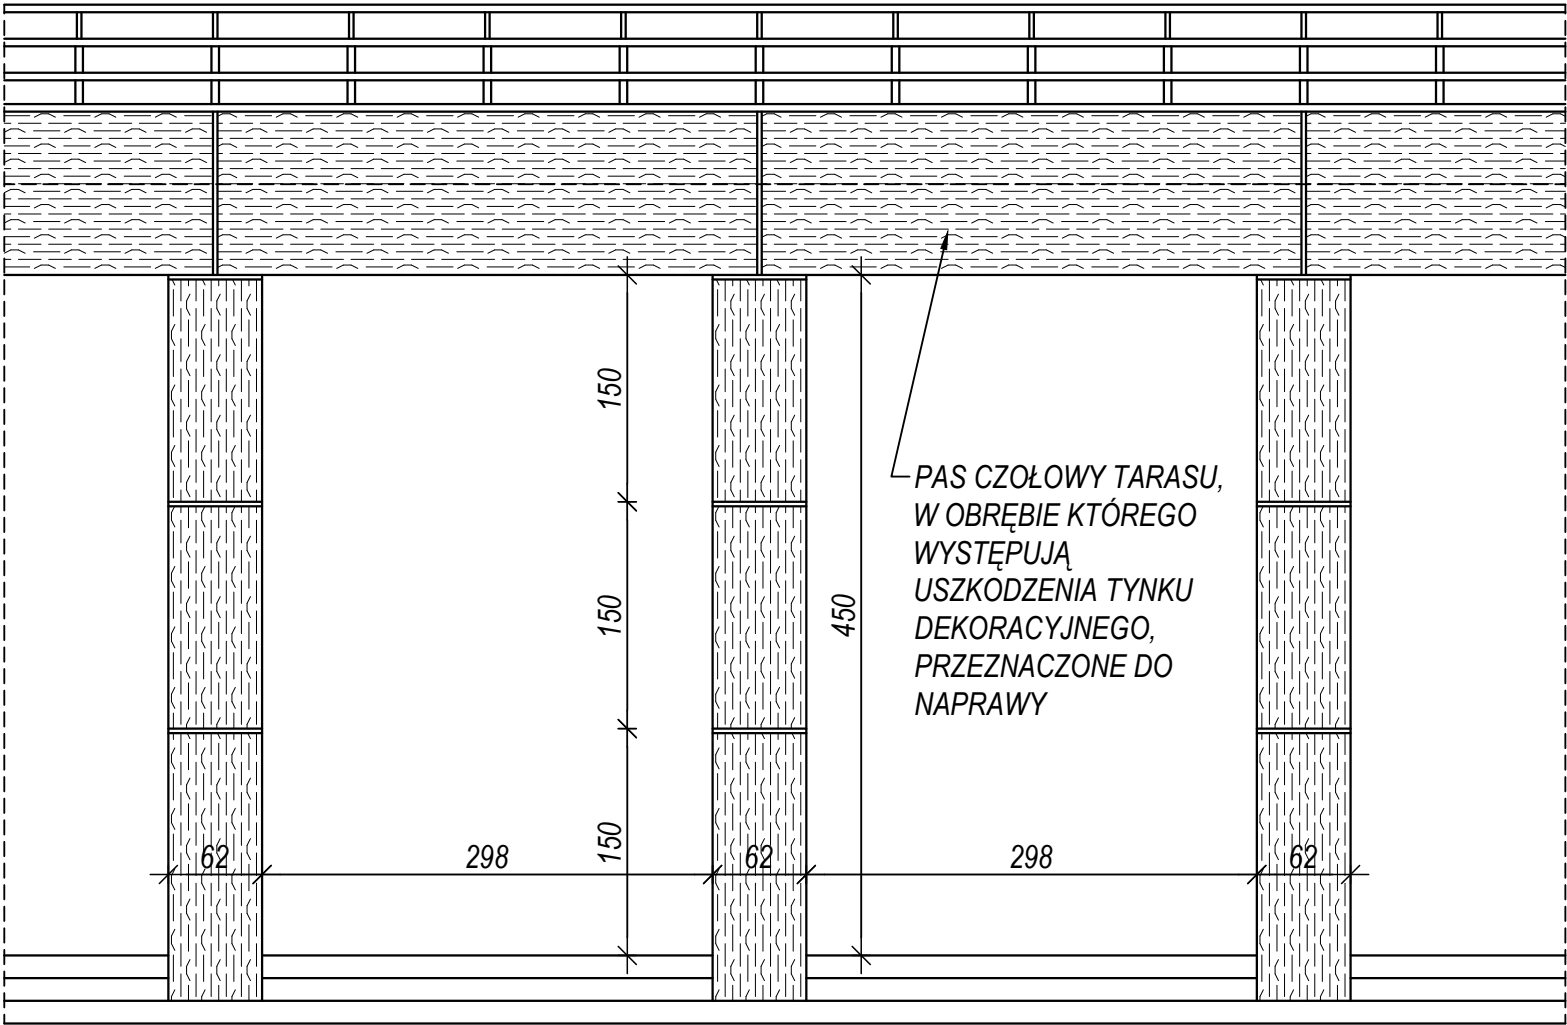 150
PAS CZOŁOWY TARASU,
W OBRĘBIE KTÓREGO
WYSTĘPUJĄ
USZKODZENIA TYNKU
DEKORACYJNEGO,
PRZEZNACZONE DO
NAPRAWY
150
450
150
62
298
62
298
62